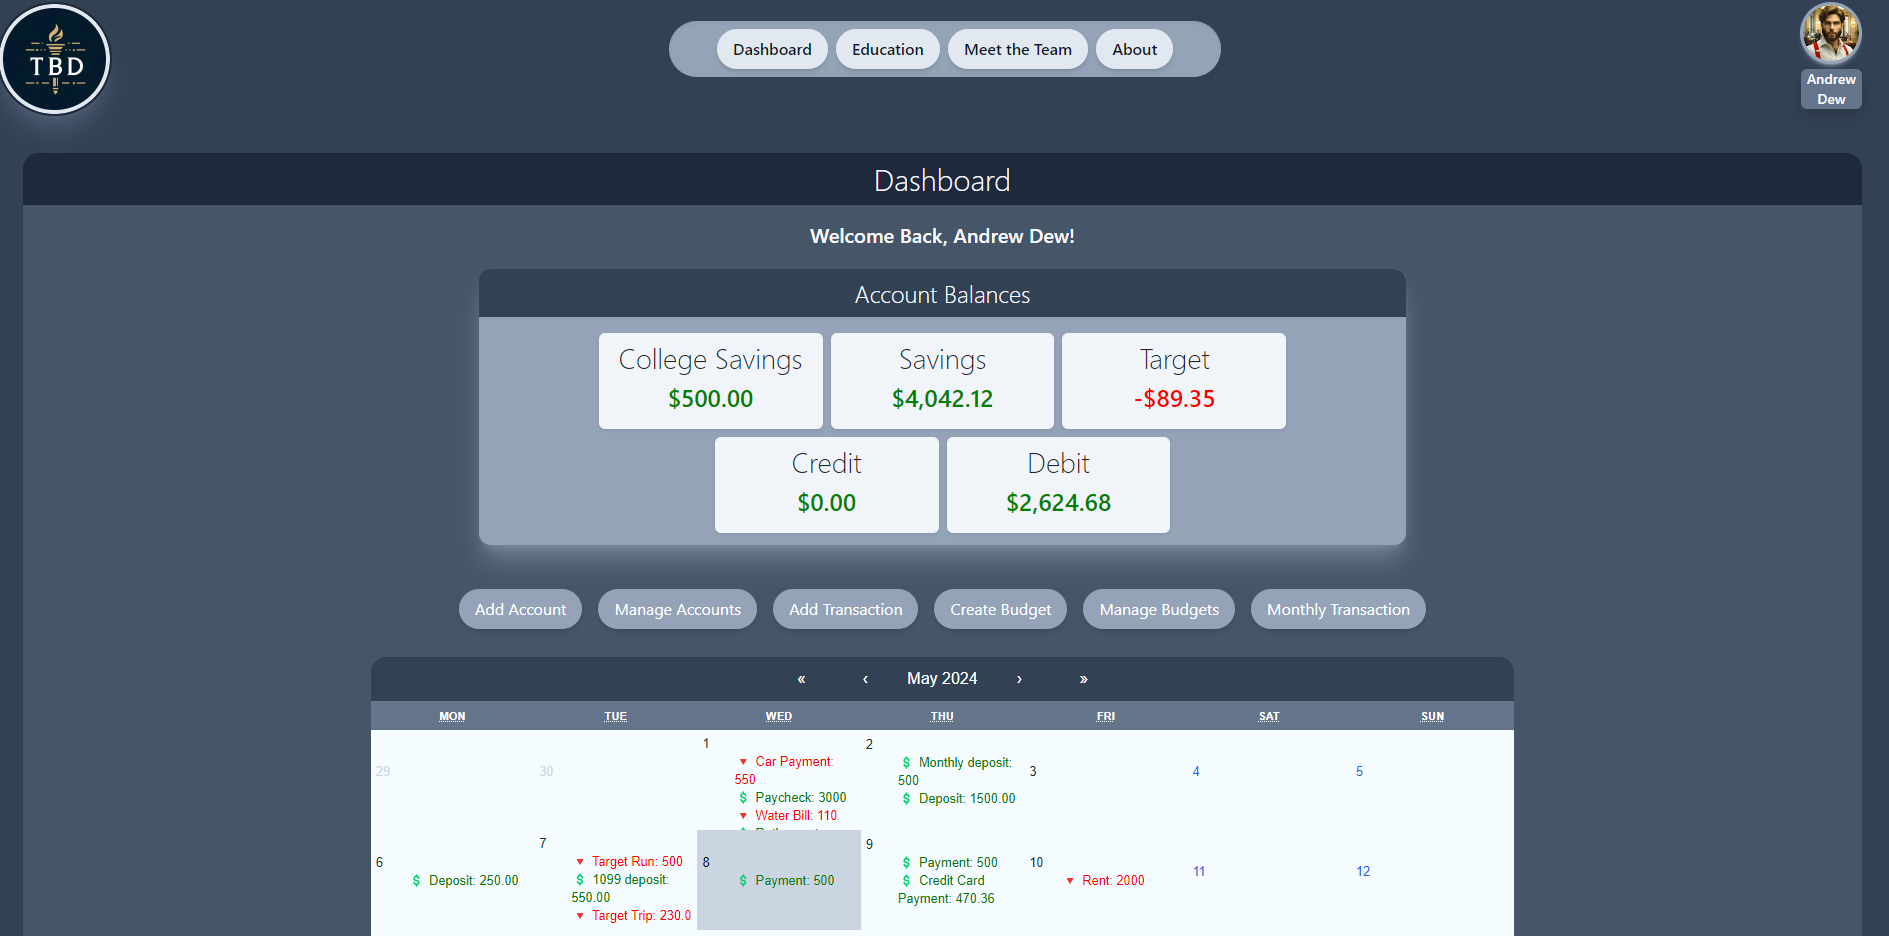 TBD
Dashboard
Education
Meet the Team
About
Andrew
Dew
Dashboard
Welcome Back, Andrew Dew!
Account Balances
College Savings
$500.00
Savings
$4,042.12
Target
-$89.35
Credit
$0.00
Debit
$2,624.68
Add Account
Manage Accounts
Add Transaction
Create Budget
Manage Budgets
Monthly Transaction
« ‹ May 2024 › »
MON TUE WED THU FRI SAT SUN
29
30
1
▼ Car Payment:
550
$ Paycheck: 3000
▼ Water Bill: 110
2
$ Monthly deposit:
500
$ Deposit: 1500.00
3
4
5
6
$ Deposit: 250.00
7
▼ Target Run: 500
$ 1099 deposit:
550.00
▼ Target Trip: 230.0
8
$ Payment: 500
9
$ Payment: 500
$ Credit Card
Payment: 470.36
10
▼ Rent: 2000
11
12